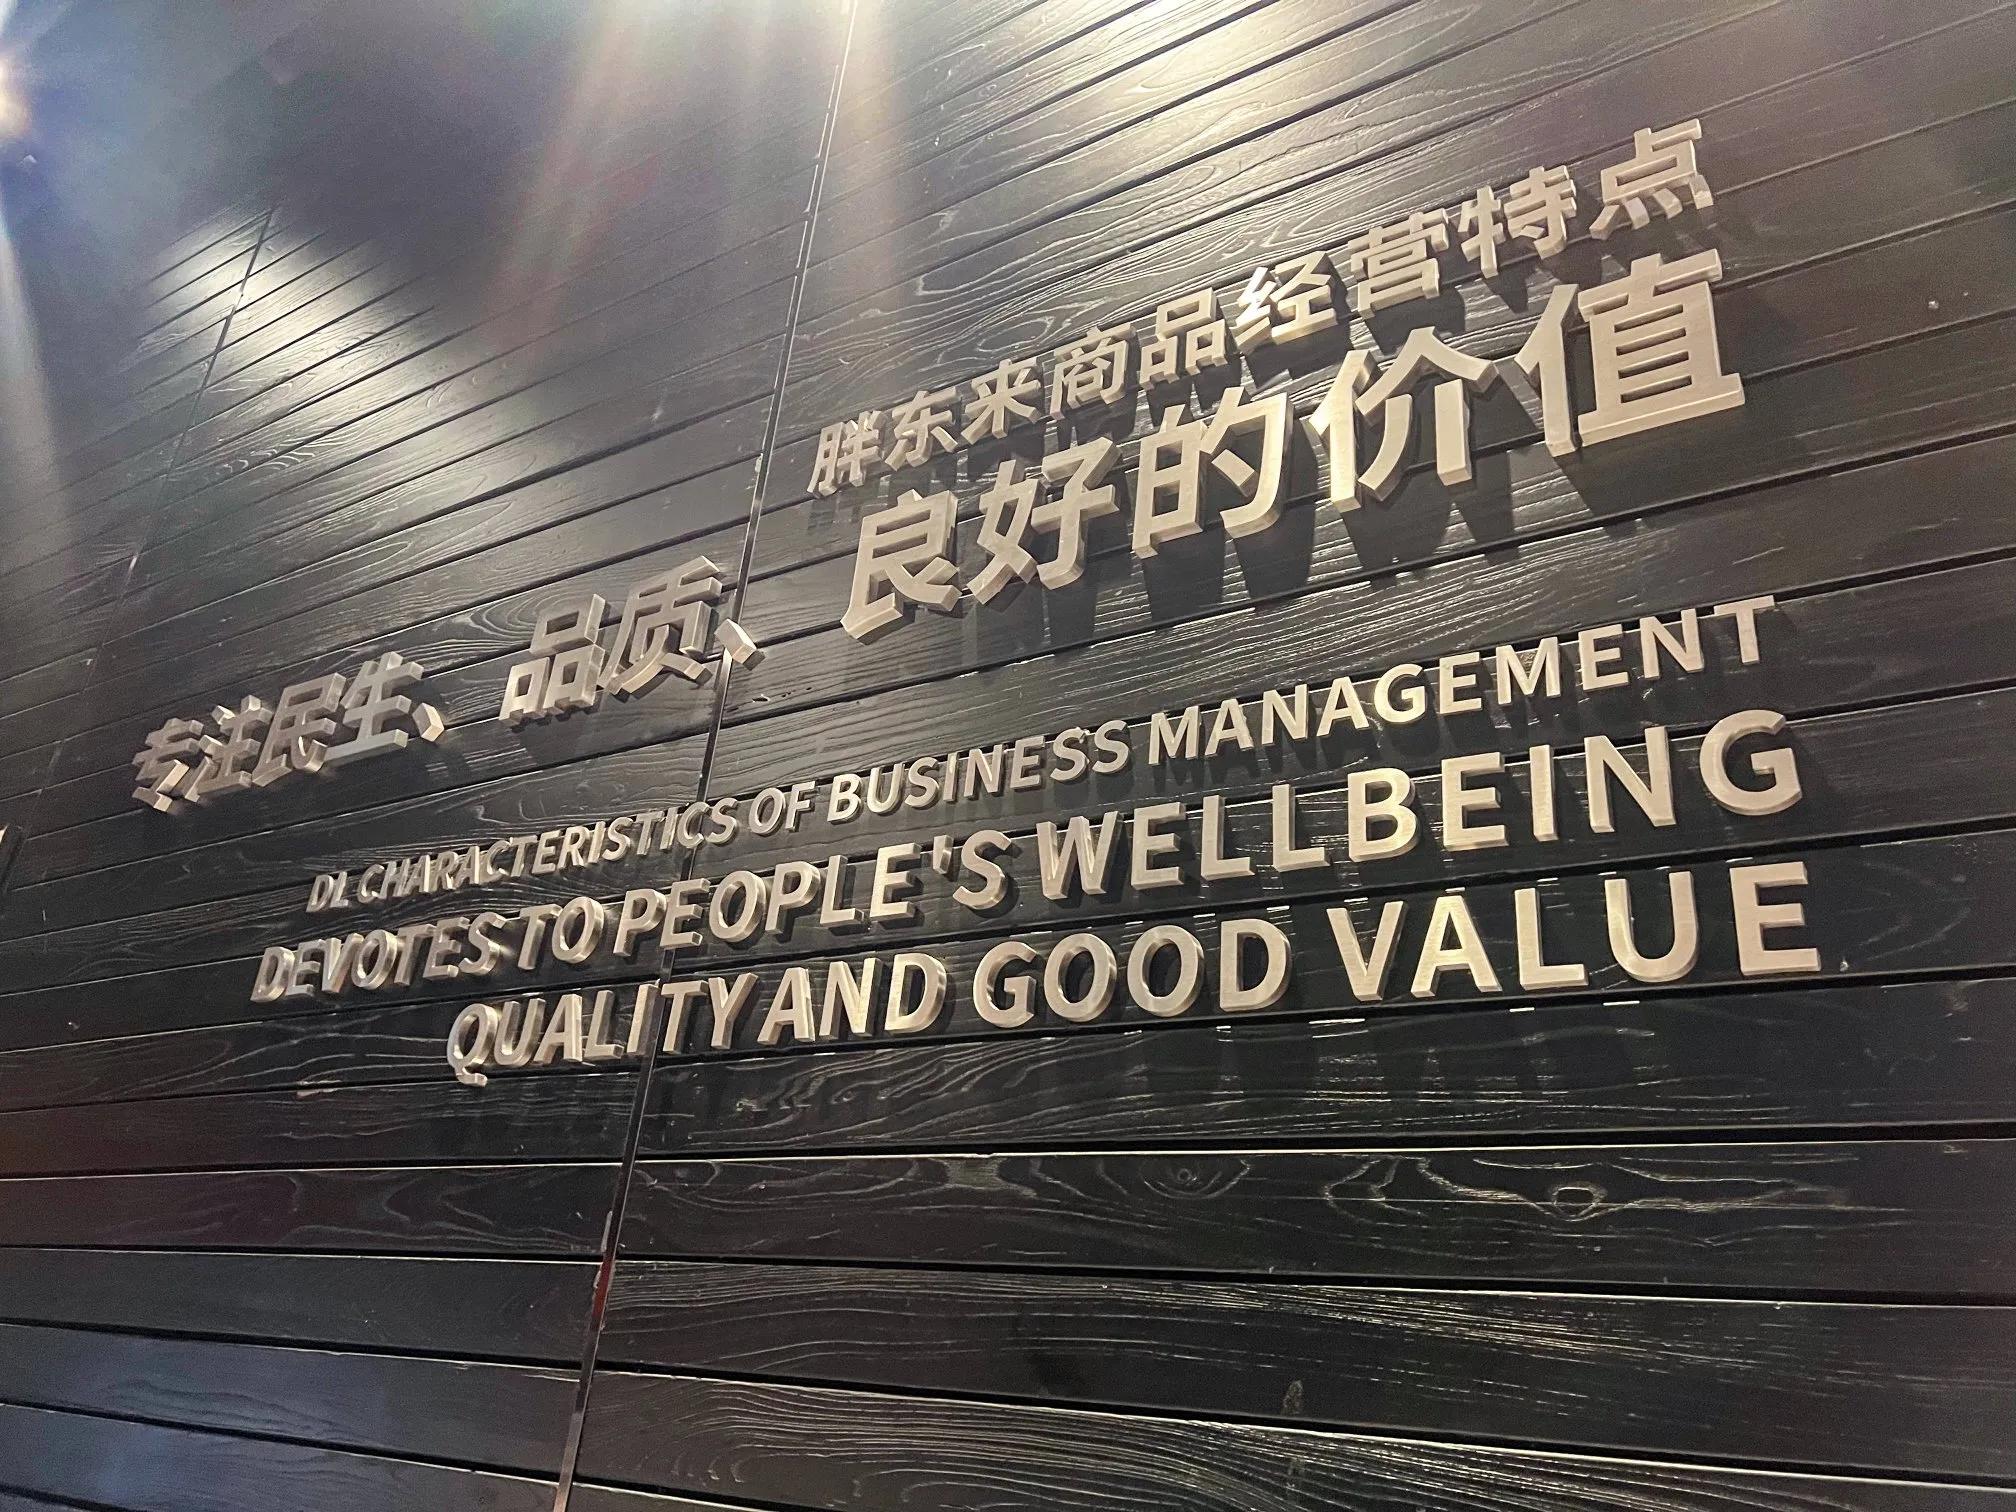 胖东来商品经营特点
专注民生、品质、良好的价值
DL CHARACTERISTICS OF BUSINESS MANAGEMENT
DEVOTES TO PEOPLE'S WELLBEING
QUALITY AND GOOD VALUE